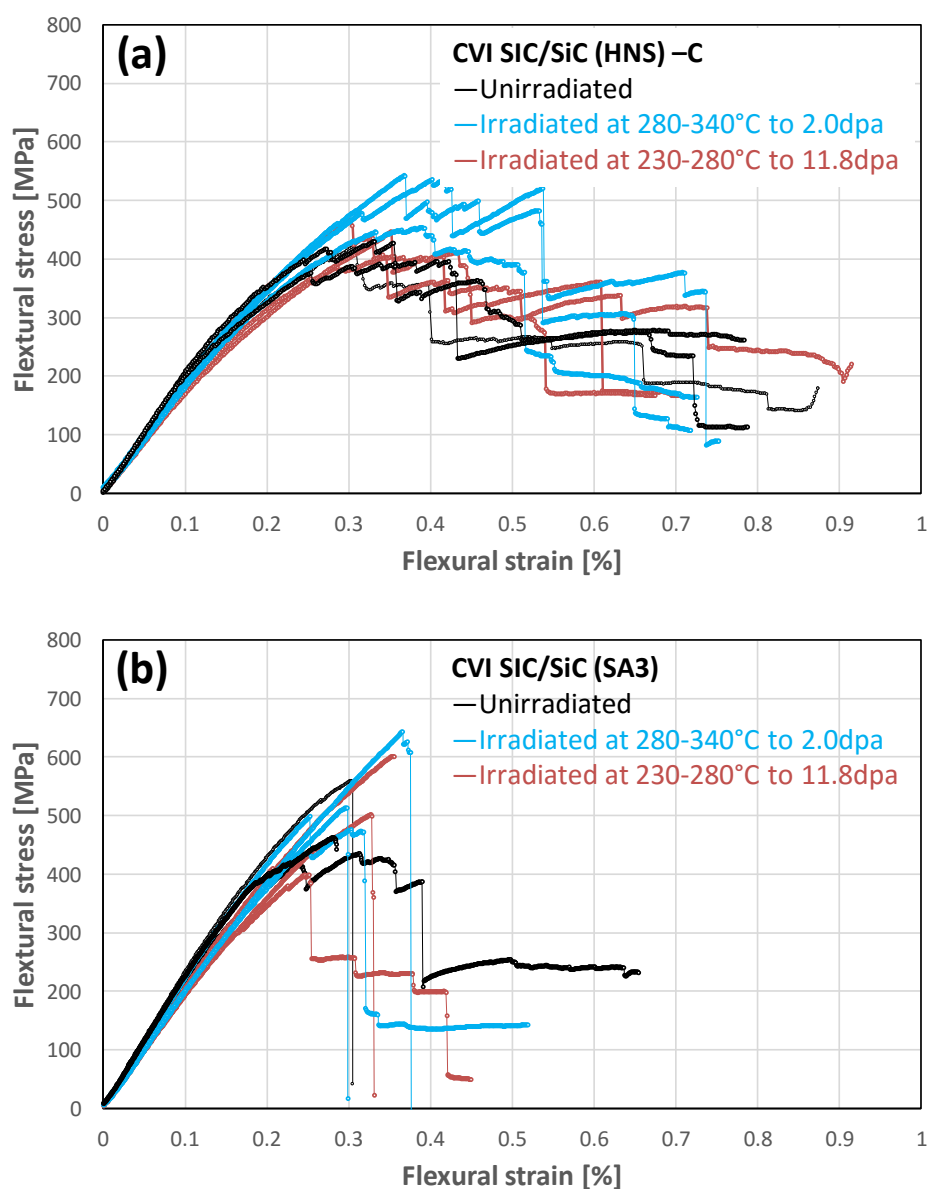 (a)
CVI SIC/SiC (HNS) –C
—Unirradiated
—Irradiated at 280-340°C to 2.0dpa
—Irradiated at 230-280°C to 11.8dpa
Flextural stress [MPa]
800
700
600
500
400
300
200
100
0
0 0.1 0.2 0.3 0.4 0.5 0.6 0.7 0.8 0.9 1
Flexural strain [%]
(b)
CVI SIC/SiC (SA3)
—Unirradiated
—Irradiated at 280-340°C to 2.0dpa
—Irradiated at 230-280°C to 11.8dpa
Flextural stress [MPa]
800
700
600
500
400
300
200
100
0
0 0.1 0.2 0.3 0.4 0.5 0.6 0.7 0.8 0.9 1
Flexural strain [%]